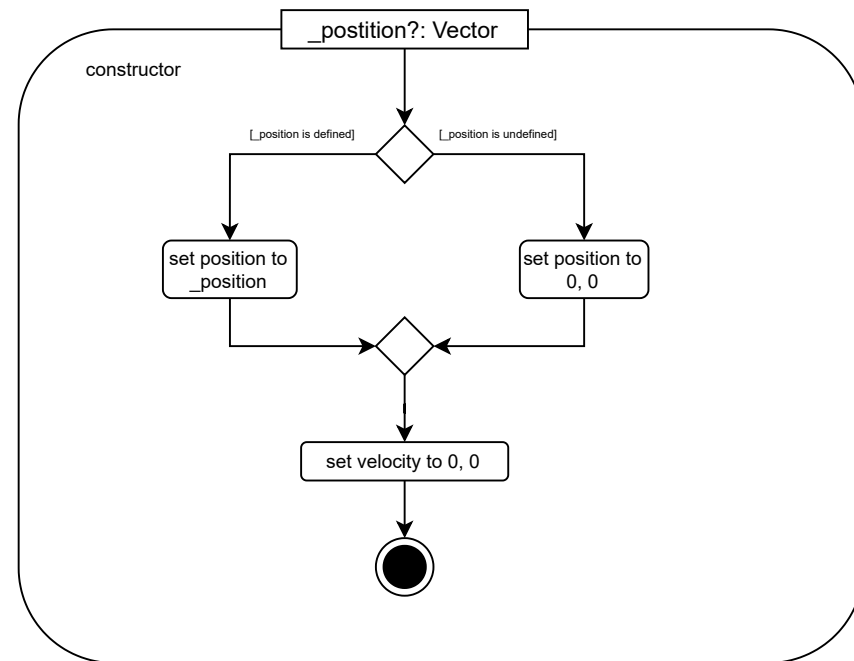 _postition?: Vector
constructor
[_position is defined]
[_position is undefined]
set position to
_position
set position to
0, 0
set velocity to 0, 0